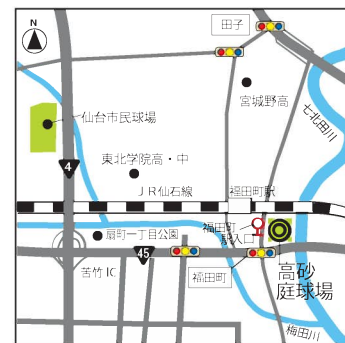 N
田子
宮城野高
七北田川
仙台市民球場
東北学院高・中
4
JR仙石線
福田町駅
福田町
駅入口
扇町一丁目公園
45
苦竹IC
福田町
高砂
庭球場
梅田川